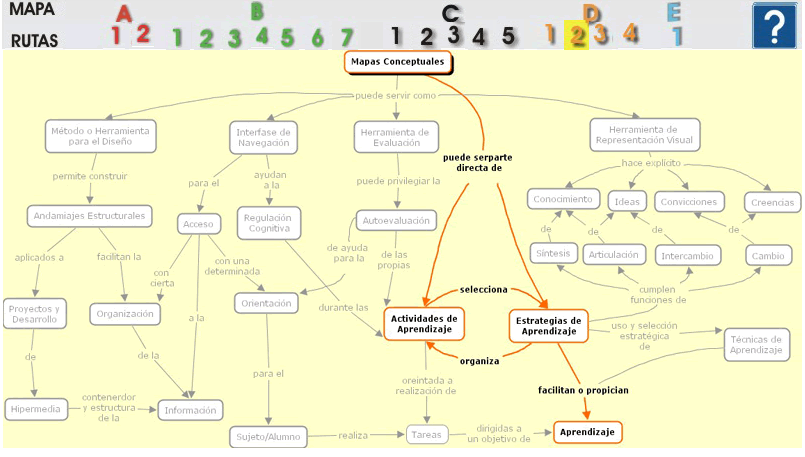 MAPA
A
B
C
D
E
?
RUTAS
1 2
1 2 3 4 5 6 7
1 2 3 4 5
1 2 3 4
1
Mapas Conceptuales
puede servir como
Método o Herramienta
para el Diseño
Interfase de
Navegación
Herramienta de
Evaluación
Herramienta de
Representación Visual
puede serparte
directa de
hace explícito
permite construir
para el
ayudan
a la
puede privilegiar la
Conocimiento
Ideas
Convicciones
Creencias
Andamiajes Estructurales
Acceso
Regulación
Cognitiva
Autoevaluación
de
de
de
de
aplicados a
facilitan la
con
cierta
con una
determinada
de ayuda
para la
de las
propias
Síntesis
Articulación
Intercambio
Cambio
selecciona
cumplen
funciones de
Proyectos y
Desarrollo
Organización
a la
Orientación
durante las
Actividades de
Aprendizaje
Estrategias de
Aprendizaje
uso y selección
estratégica
de
Técnicas de
Aprendizaje
de
de la
organiza
para el
oreintada a
realización de
facilitan o propician
Hipermedia
contenerdor
y estructura
de la
Información
Sujeto/Alumno
realiza
Tareas
dirigidas a
un objetivo de
Aprendizaje